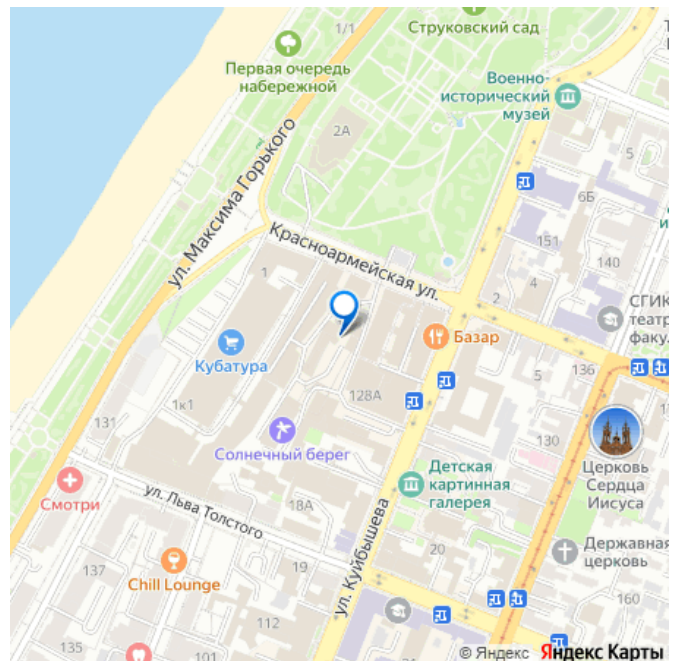 Струковский сад
1/1
Первая очередь
набережной
Военно-
исторический
музей
2А
5
ул. Максима Горького
6Б
Красноармейская ул.
151
140
1
4
2
СГИК
театр
факу.
Базар
Кубатура
136
5
128А
1к1
131
130
Солнечный берег
Церковь
Сердца
Иисуса
Детская
картинная
галерея
Смотри
ул. Льва Толстого
18А
ул. Куйбышева
20
Державная
церковь
137
Chill Lounge
19
160
112
135
101
© Яндекс Яндекс Карты